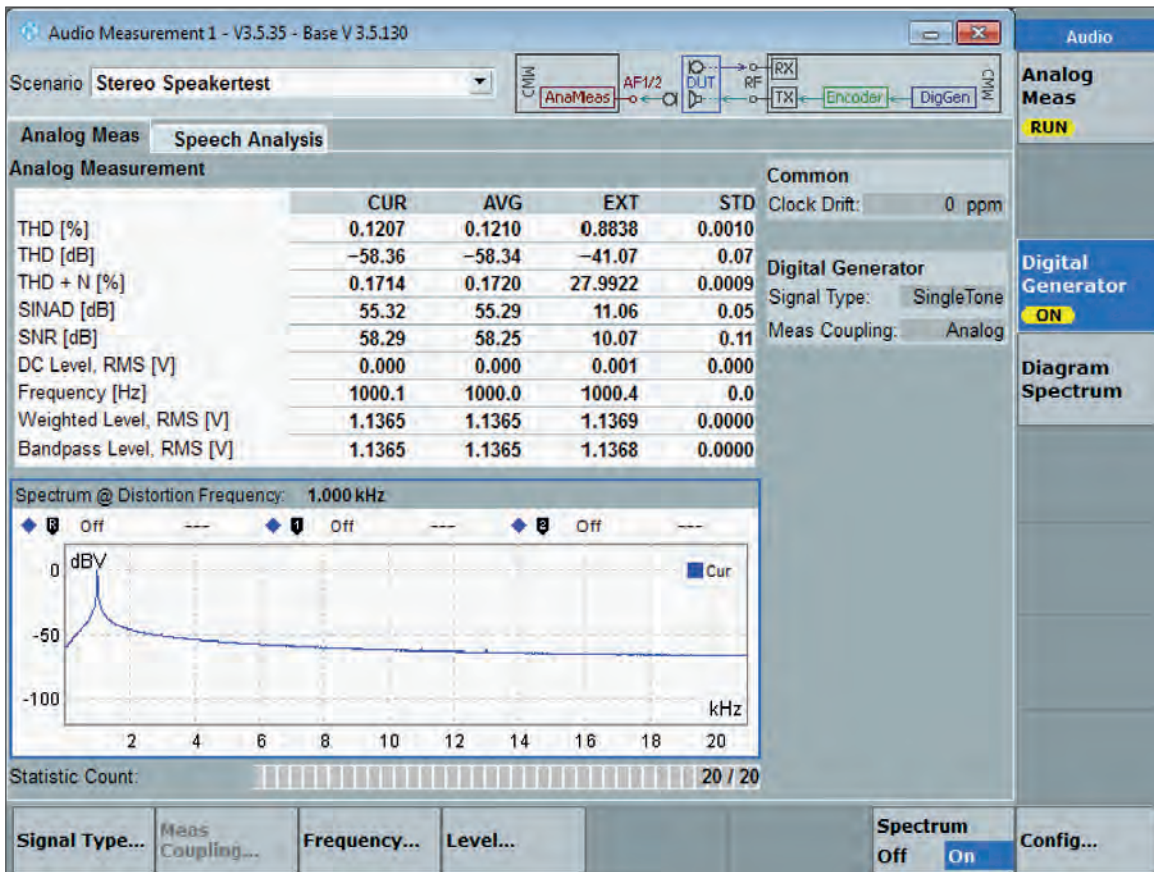 Audio Measurement 1 - V3.5.35 - Base V 3.5.130
Audio
Scenario Stereo Speakertest
CMW AnaMeas AF1/2 DUT RF RX TX Encoder DigGen CMW
Analog Meas
RUN
Analog Meas Speech Analysis
Analog Measurement
CUR AVG EXT STD
THD [%] 0.1207 0.1210 0.8838 0.0010
THD [dB] −58.36 −58.34 −41.07 0.07
THD + N [%] 0.1714 0.1720 27.9922 0.0009
SINAD [dB] 55.32 55.29 11.06 0.05
SNR [dB] 58.29 58.25 10.07 0.11
DC Level, RMS [V] 0.000 0.000 0.001 0.000
Frequency [Hz] 1000.1 1000.0 1000.4 0.0
Weighted Level, RMS [V] 1.1365 1.1365 1.1369 0.0000
Bandpass Level, RMS [V] 1.1365 1.1365 1.1368 0.0000
Common
Clock Drift: 0 ppm
Digital Generator
Signal Type: SingleTone
Meas Coupling: Analog
Digital Generator
ON
Diagram Spectrum
Spectrum @ Distortion Frequency: 1.000 kHz
R Off --- 1 Off --- 2 Off ---
dBV
Cur
0
-50
-100
kHz
2 4 6 8 10 12 14 16 18 20
Statistic Count: 20 / 20
Signal Type... Meas Coupling... Frequency... Level... Spectrum Off On Config...